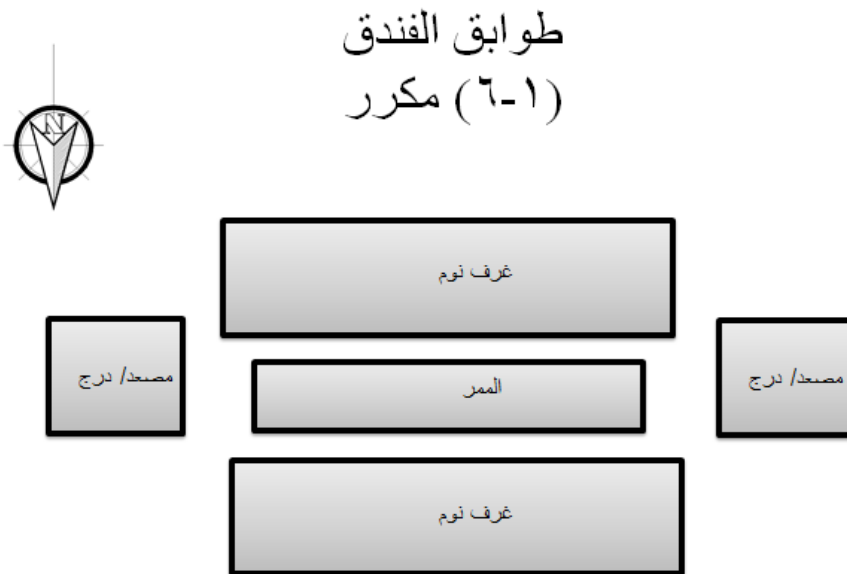 طوابق الفندق
(١-٦) مكرر
N
غرف نوم
مصعد/ درج
الممر
مصعد/ درج
غرف نوم